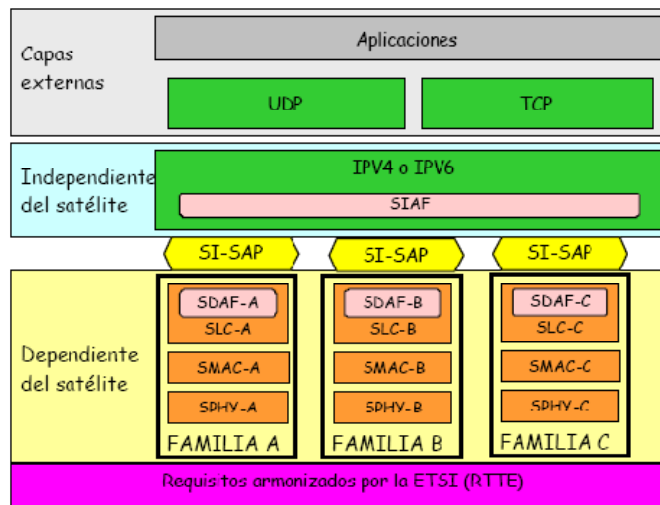 Capas
externas
Aplicaciones
UDP
TCP
Independiente
del satélite
IPV4 o IPV6
SIAF
SI-SAP
SI-SAP
SI-SAP
Dependiente
del satélite
SDAF-A
SLC-A
SMAC-A
SPHY-A
FAMILIA A
SDAF-B
SLC-B
SMAC-B
SPHY-B
FAMILIA B
SDAF-C
SLC-C
SMAC-C
SPHY-C
FAMILIA C
Requisitos armonizados por la ETSI (RTTE)